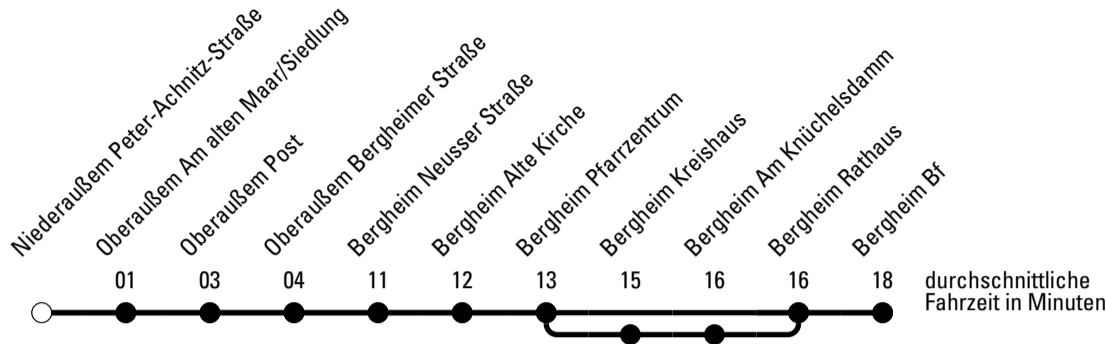 Niederaußem Peter-Achnitz-Straße
Oberaußem Am alten Maar/Siedlung
Oberaußem Post
Oberaußem Bergheimer Straße
Bergheim Neusser Straße
Bergheim Alte Kirche
Bergheim Pfarrzentrum
Bergheim Kreishaus
Bergheim Am Knüchelsdamm
Bergheim Rathaus
Bergheim Bf
01 03 04 11 12 13 15 16 16 18
durchschnittliche
Fahrzeit in Minuten